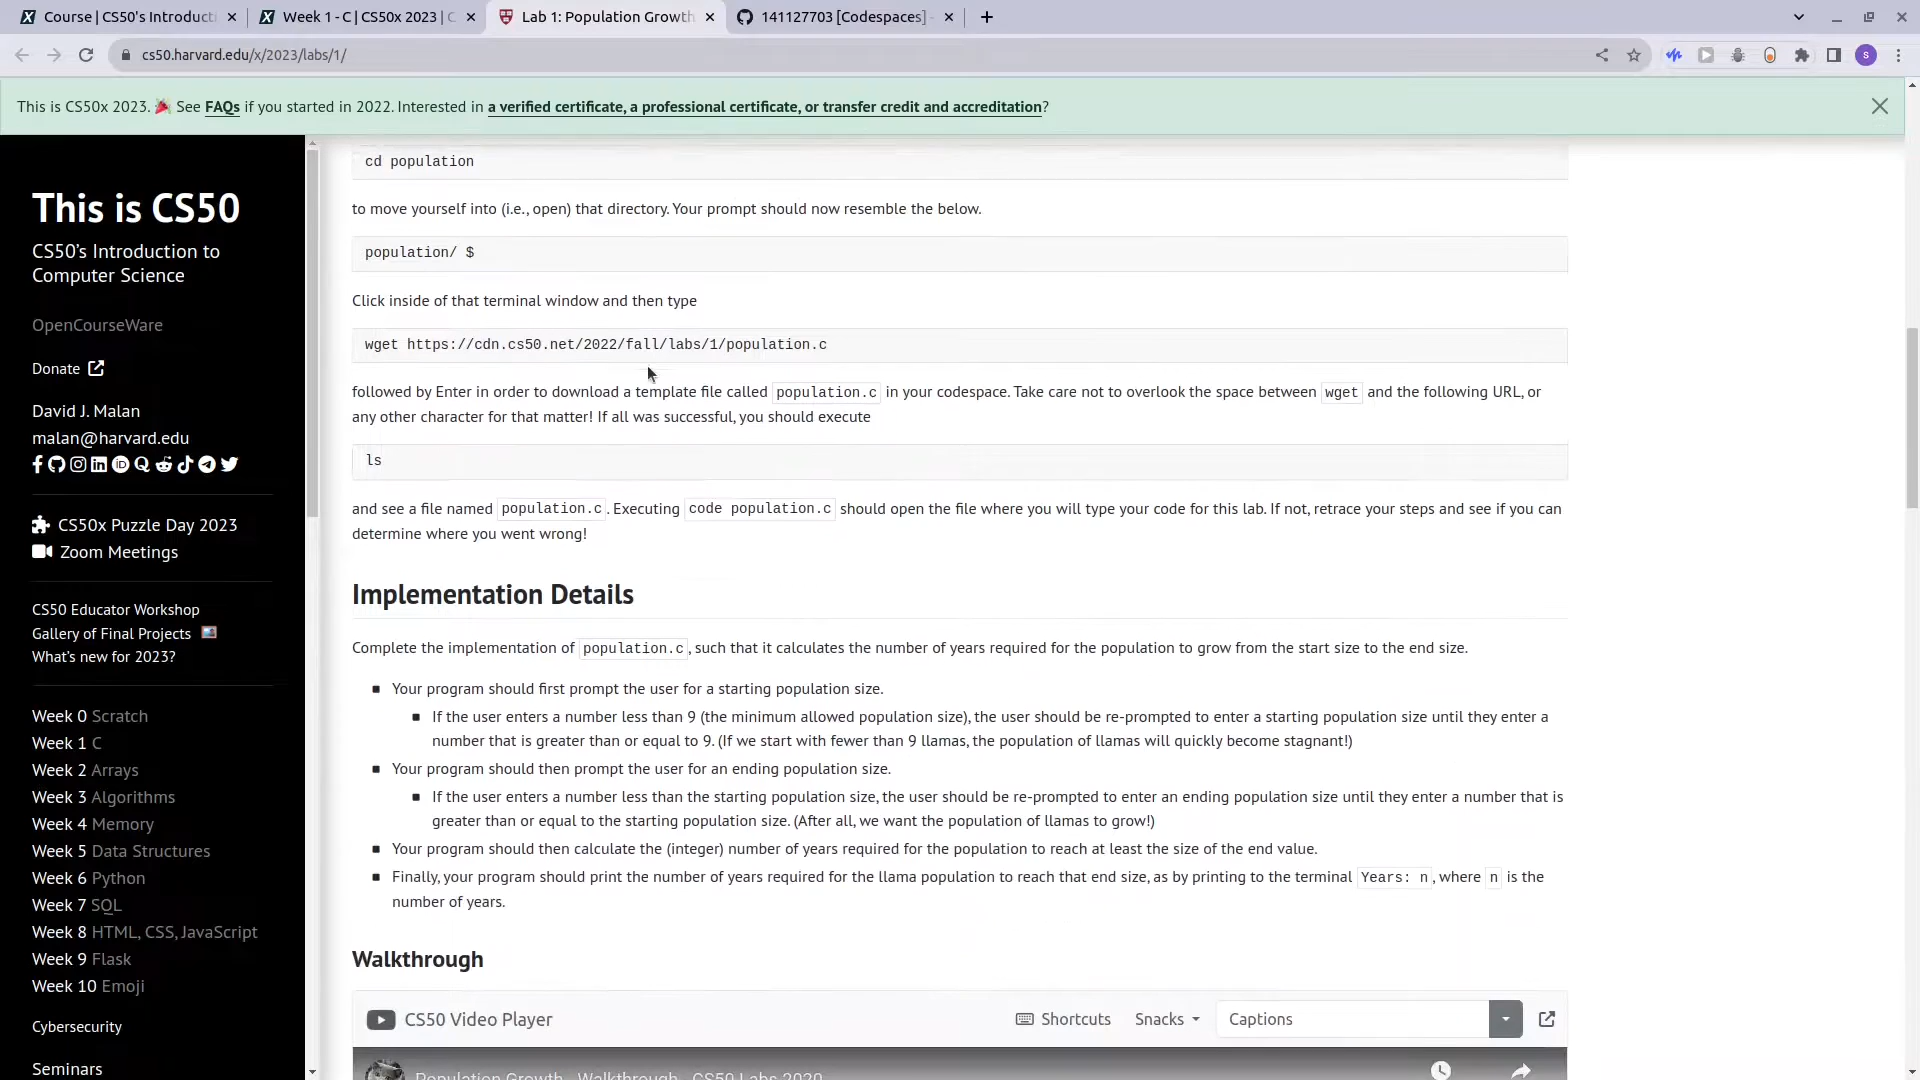 Course | CS50's Introducti
Week 1 - C | CS50x 2023 | C
Lab 1: Population Growth
141127703 [Codespaces]
cs50.harvard.edu/x/2023/labs/1/
S
This is CS50x 2023. 🎉 See FAQs if you started in 2022. Interested in a verified certificate, a professional certificate, or transfer credit and accreditation?
This is CS50
CS50's Introduction to
Computer Science
OpenCourseWare
Donate
David J. Malan
malan@harvard.edu
CS50x Puzzle Day 2023
Zoom Meetings
CS50 Educator Workshop
Gallery of Final Projects
What's new for 2023?
Week 0 Scratch
Week 1 C
Week 2 Arrays
Week 3 Algorithms
Week 4 Memory
Week 5 Data Structures
Week 6 Python
Week 7 SQL
Week 8 HTML, CSS, JavaScript
Week 9 Flask
Week 10 Emoji
Cybersecurity
Seminars
cd population
to move yourself into (i.e., open) that directory. Your prompt should now resemble the below.
population/ $
Click inside of that terminal window and then type
wget https://cdn.cs50.net/2022/fall/labs/1/population.c
followed by Enter in order to download a template file called population.c in your codespace. Take care not to overlook the space between wget and the following URL, or
any other character for that matter! If all was successful, you should execute
ls
and see a file named population.c. Executing code population.c should open the file where you will type your code for this lab. If not, retrace your steps and see if you can
determine where you went wrong!
Implementation Details
Complete the implementation of population.c, such that it calculates the number of years required for the population to grow from the start size to the end size.
Your program should first prompt the user for a starting population size.
If the user enters a number less than 9 (the minimum allowed population size), the user should be re-prompted to enter a starting population size until they enter a
number that is greater than or equal to 9. (If we start with fewer than 9 llamas, the population of llamas will quickly become stagnant!)
Your program should then prompt the user for an ending population size.
If the user enters a number less than the starting population size, the user should be re-prompted to enter an ending population size until they enter a number that is
greater than or equal to the starting population size. (After all, we want the population of llamas to grow!)
Your program should then calculate the (integer) number of years required for the population to reach at least the size of the end value.
Finally, your program should print the number of years required for the llama population to reach that end size, as by printing to the terminal Years: n, where n is the
number of years.
Walkthrough
CS50 Video Player
Shortcuts
Snacks
Captions
Population Growth - Walkthrough - CS50 Labs 2020